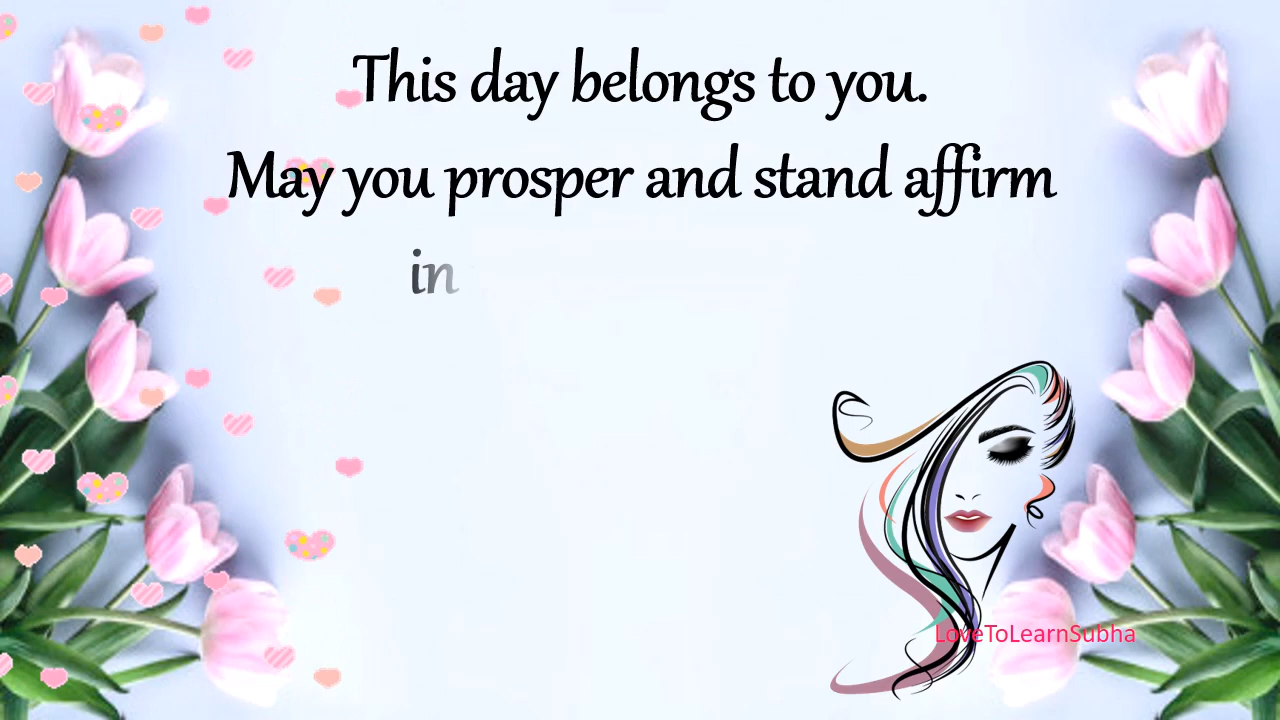 This day belongs to you.
May you prosper and stand affirm
in
LoveToLearnSubha